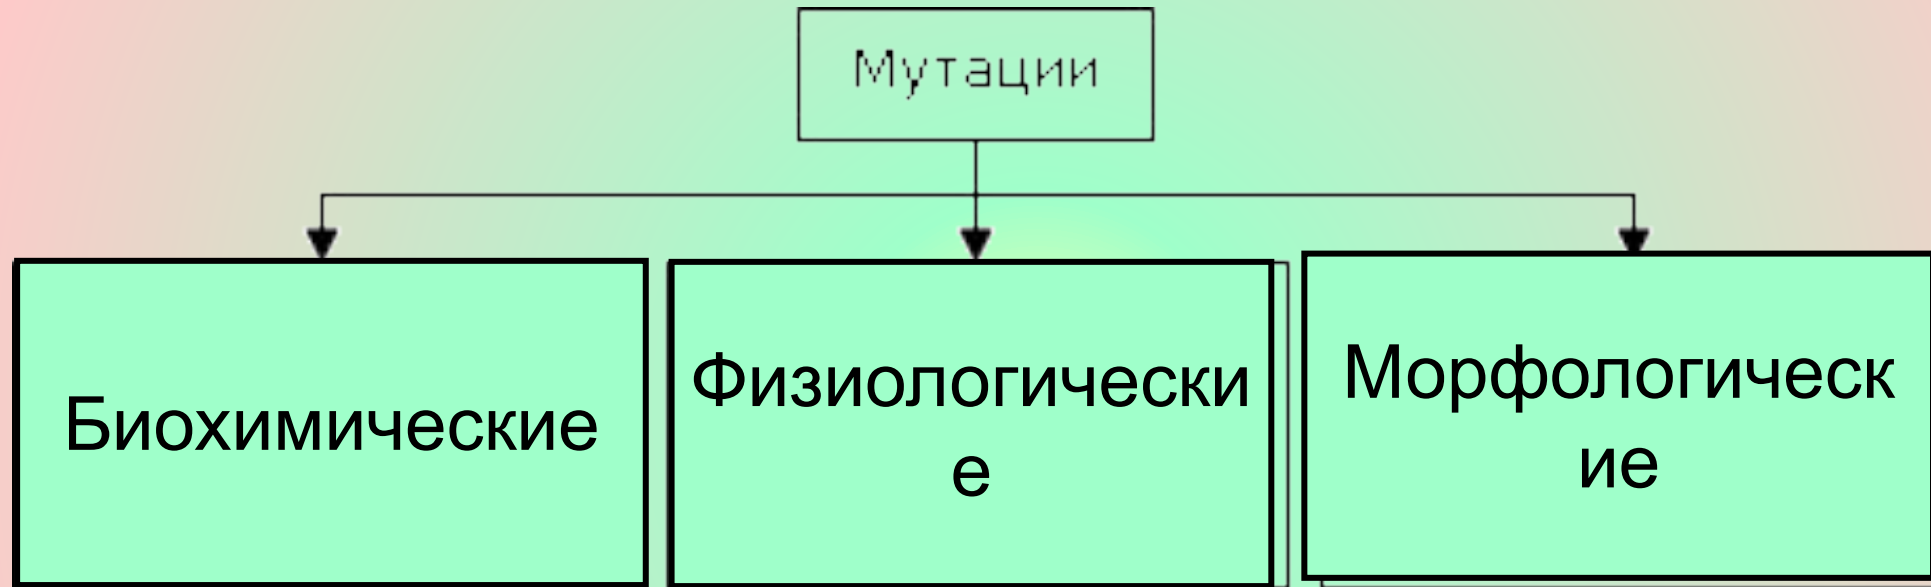 Мутации
Биохимические
Физиологически
е
Морфологическ
ие